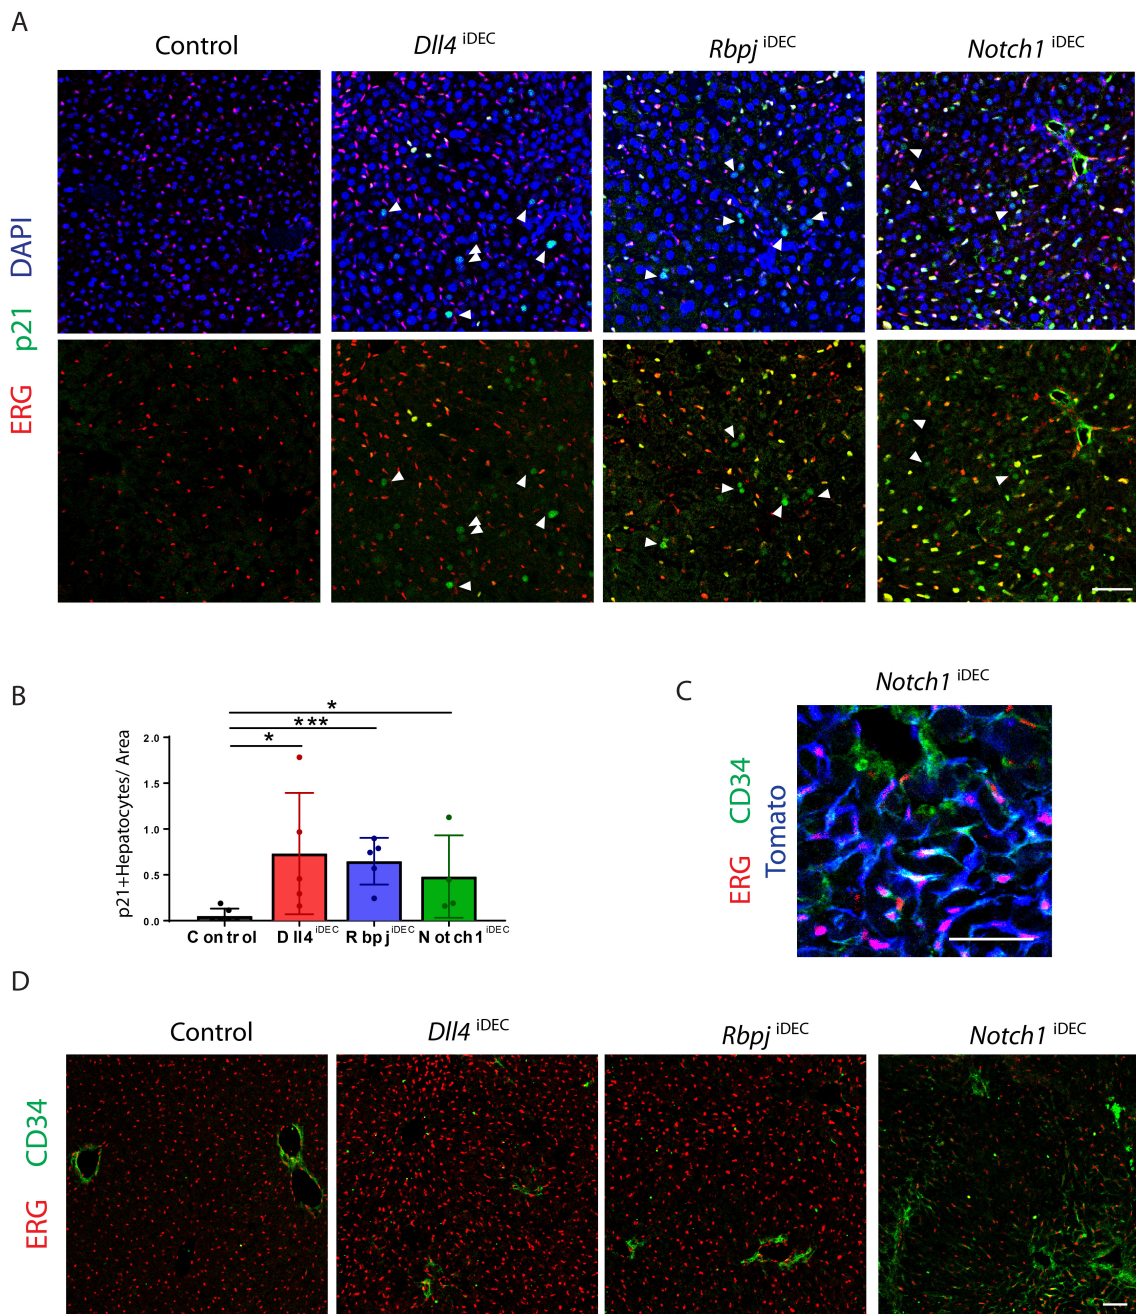 A
Control
Dll4 iDEC
Rbpj iDEC
Notch1 iDEC
ERG p21 DAPI
B
*
***
*
p21+Hepatocytes/ Area
2.0
1.5
1.0
0.5
0.0
Control
Dll4 iDEC
Rbpj iDEC
Notch1 iDEC
C
Notch1 iDEC
ERG CD34
Tomato
D
Control
Dll4 iDEC
Rbpj iDEC
Notch1 iDEC
ERG CD34